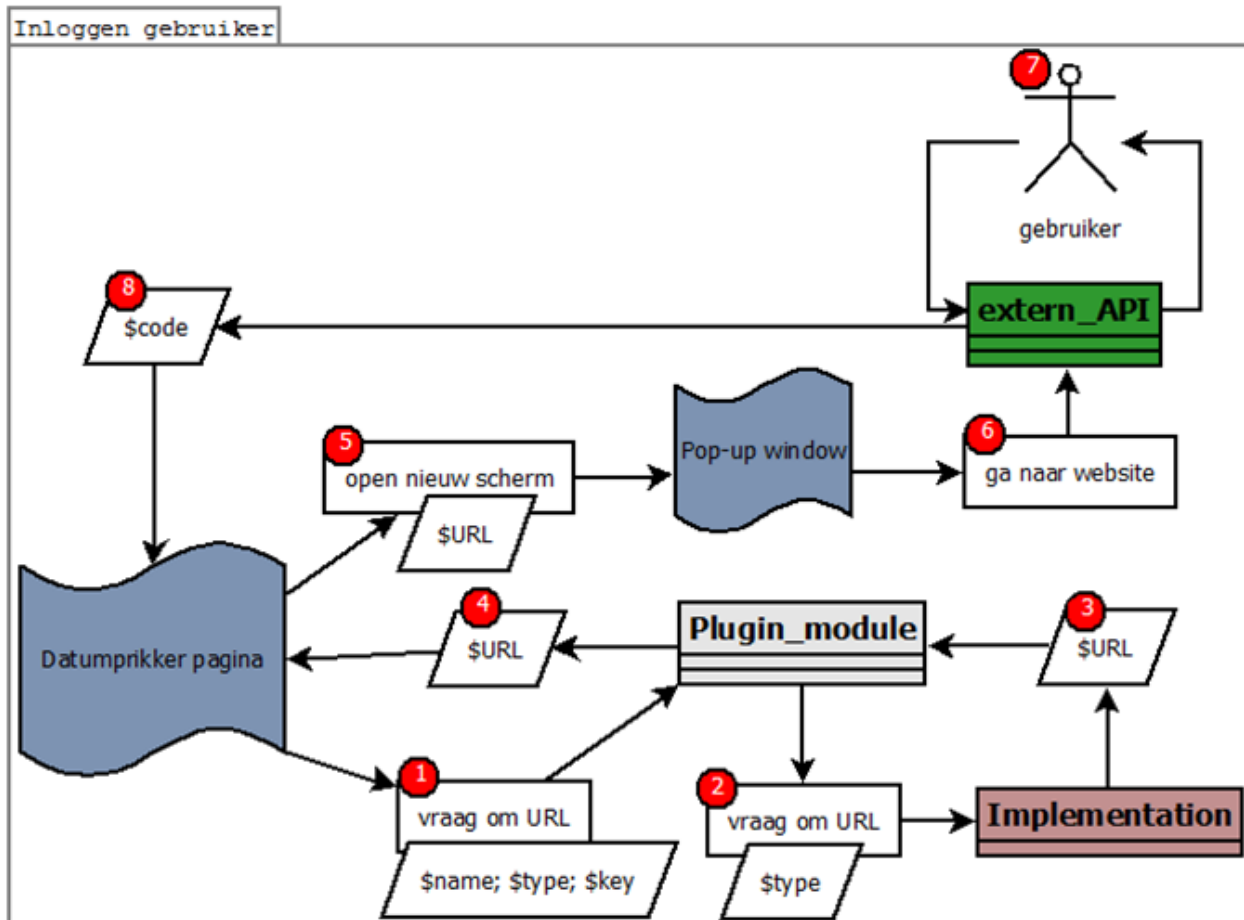 Inloggen gebruiker
7
gebruiker
8
$code
extern_API
5
open nieuw scherm
$URL
Pop-up window
6
ga naar website
4
$URL
Plugin_module
3
$URL
Datumprikker pagina
1
vraag om URL
$name; $type; $key
2
vraag om URL
$type
Implementation